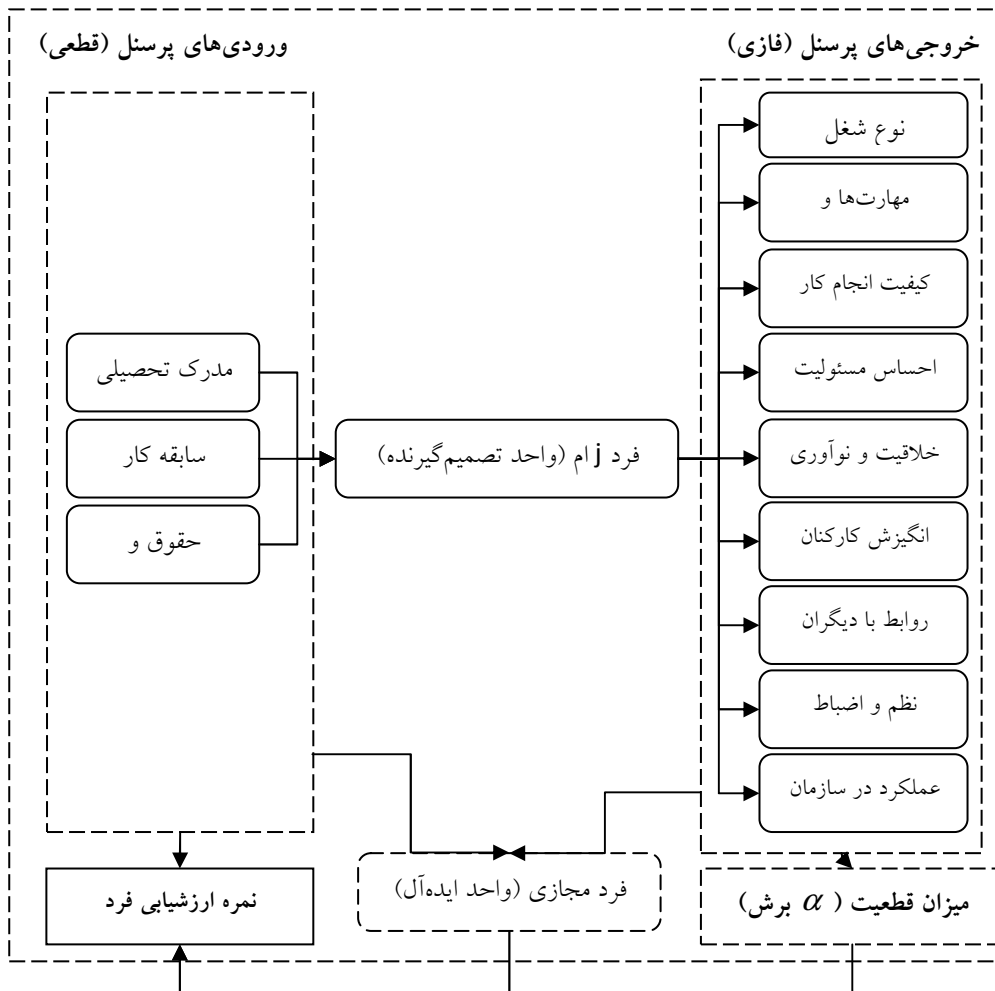 خروجی‌های پرسنل (فازی)
ورودی‌های پرسنل (قطعی)
نوع شغل
مهارت‌ها و
کیفیت انجام کار
احساس مسئولیت
خلاقیت و نوآوری
انگیزش کارکنان
روابط با دیگران
نظم و اضباط
عملکرد در سازمان
فرد j ام (واحد تصمیم‌گیرنده)
مدرک تحصیلی
سابقه کار
حقوق و
میزان قطعیت ( α برش)
فرد مجازی (واحد ایده‌آل)
نمره ارزشیابی فرد